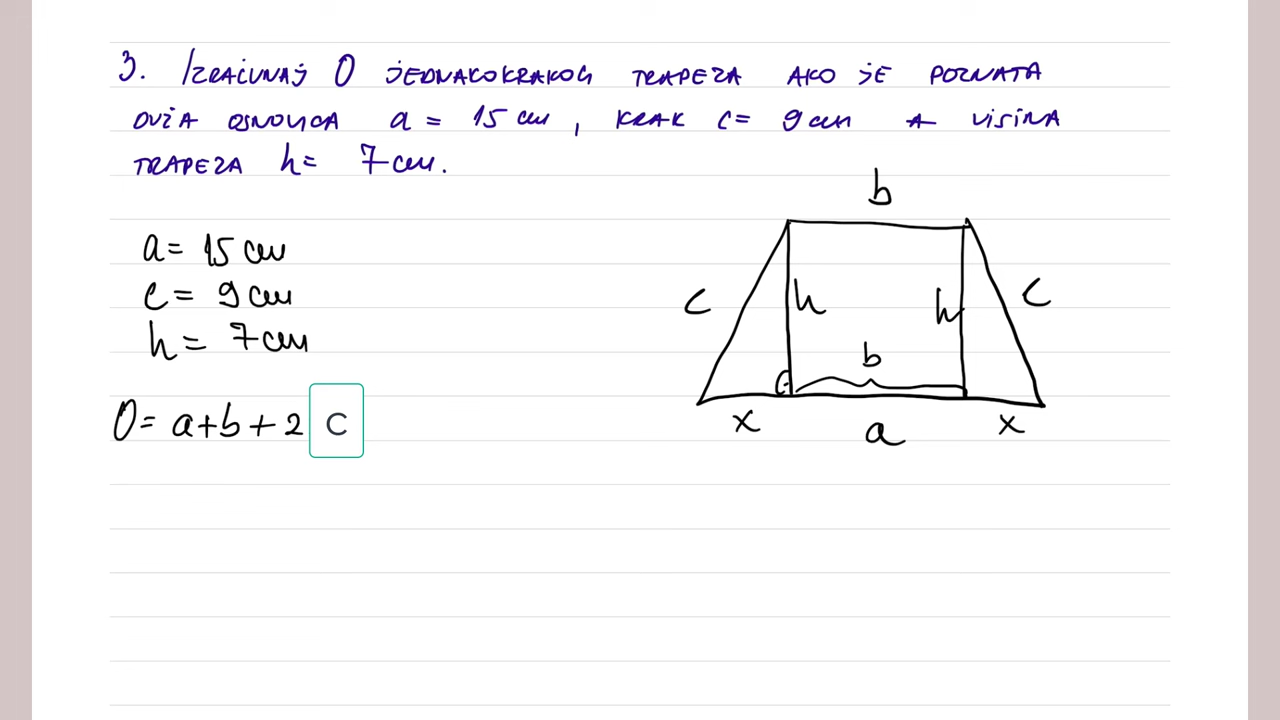 3. IZRAČUNAJ O JEDNAKOKRAKOG TRAPEZA AKO JE POZNATA
DUŽA OSNOVICA a = 15 cm, KRAK c = 9 cm A VISINA
TRAPEZA h = 7 cm.
a = 15 cm
c = 9 cm
h = 7 cm
O = a+b+2 c
b
c h h c
b
x a x